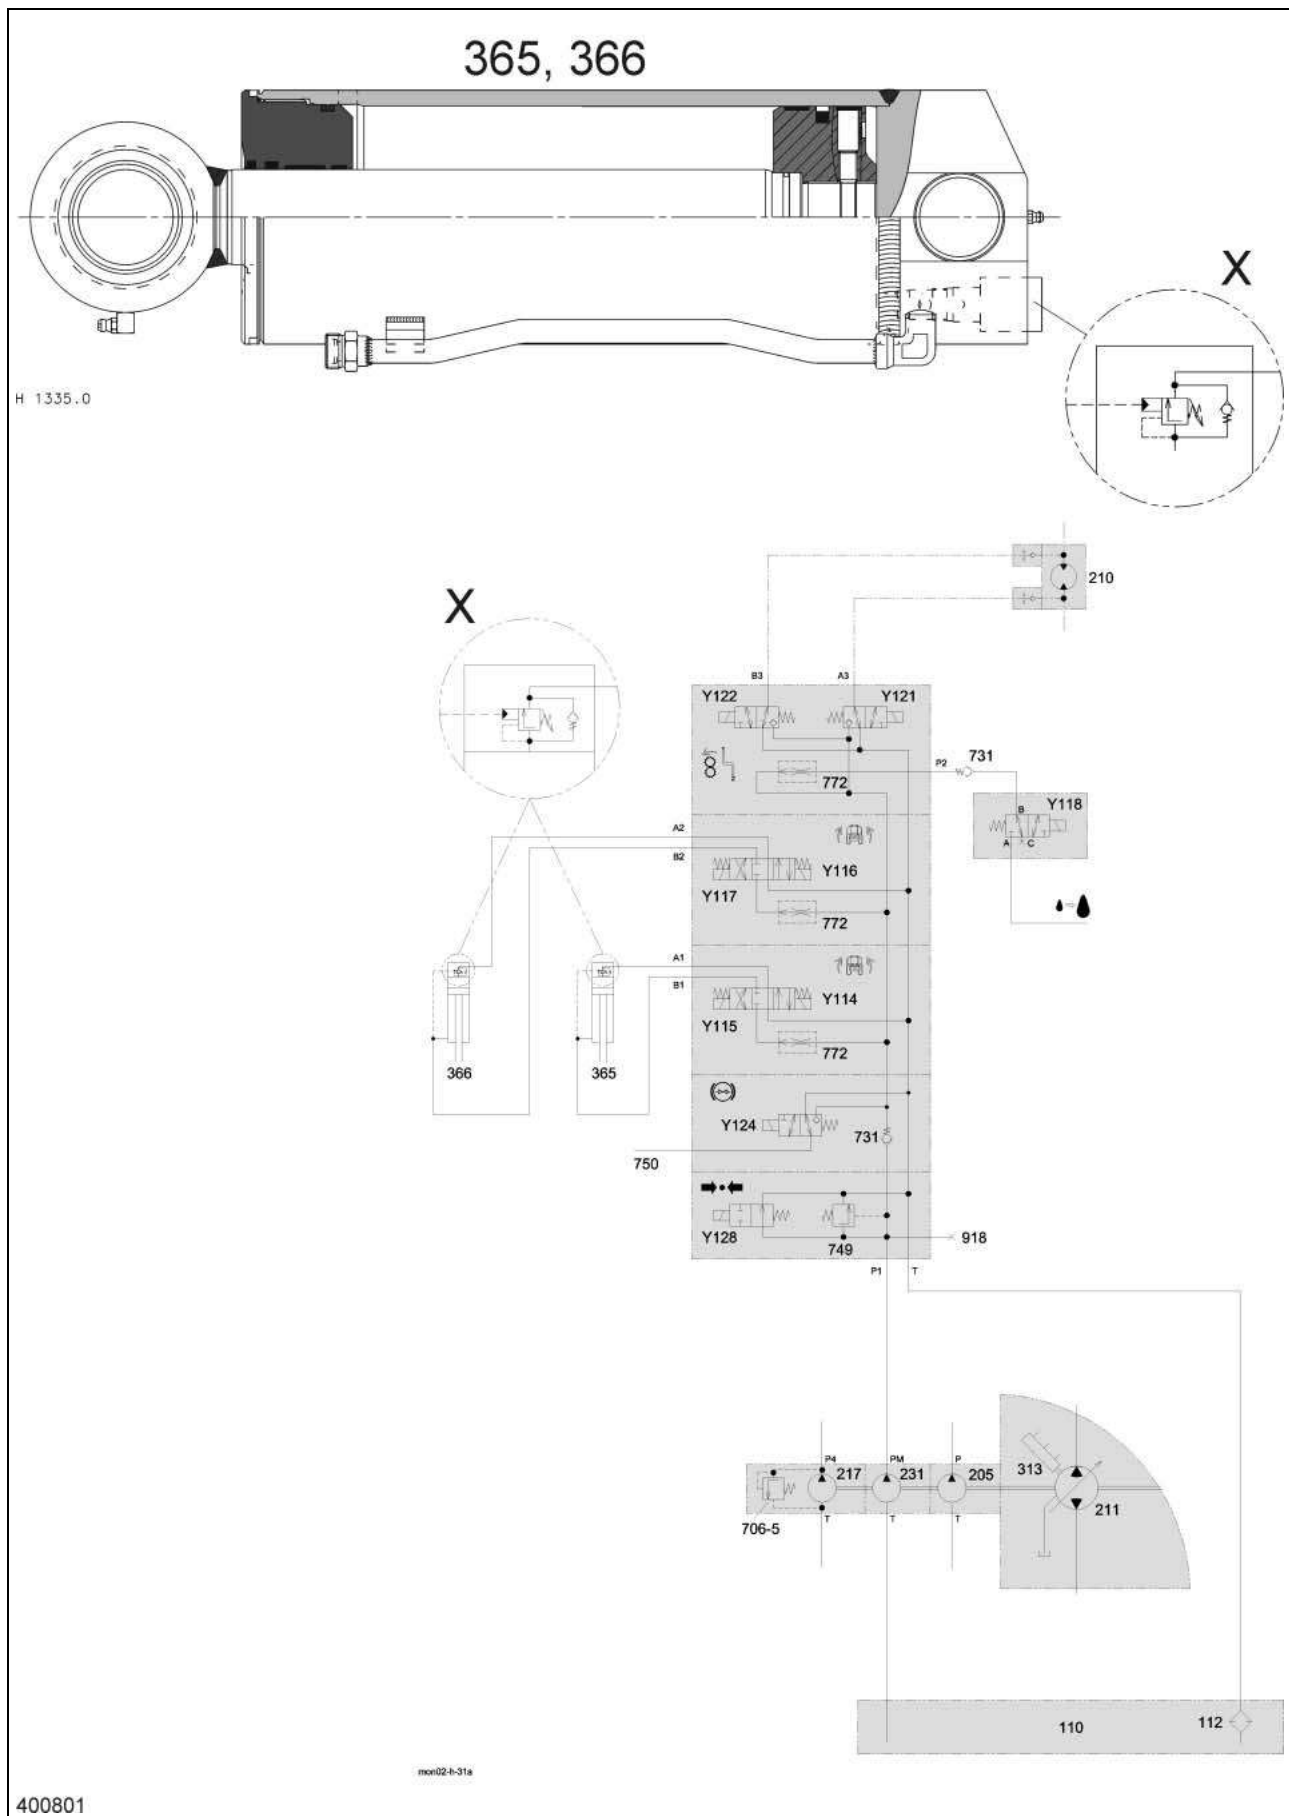 365, 366
X
H 1335.0
210
X
B3
A3
Y122
Y121
731
P2
772
Y118
B
A
C
A2
B2
Y116
Y117
772
A1
B1
Y114
Y115
772
366
365
Y124
731
750
Y128
749
918
P1
T
P4
PM
P
217
231
205
313
211
T
T
T
706-5
110
112
mon02-h-31a
400801